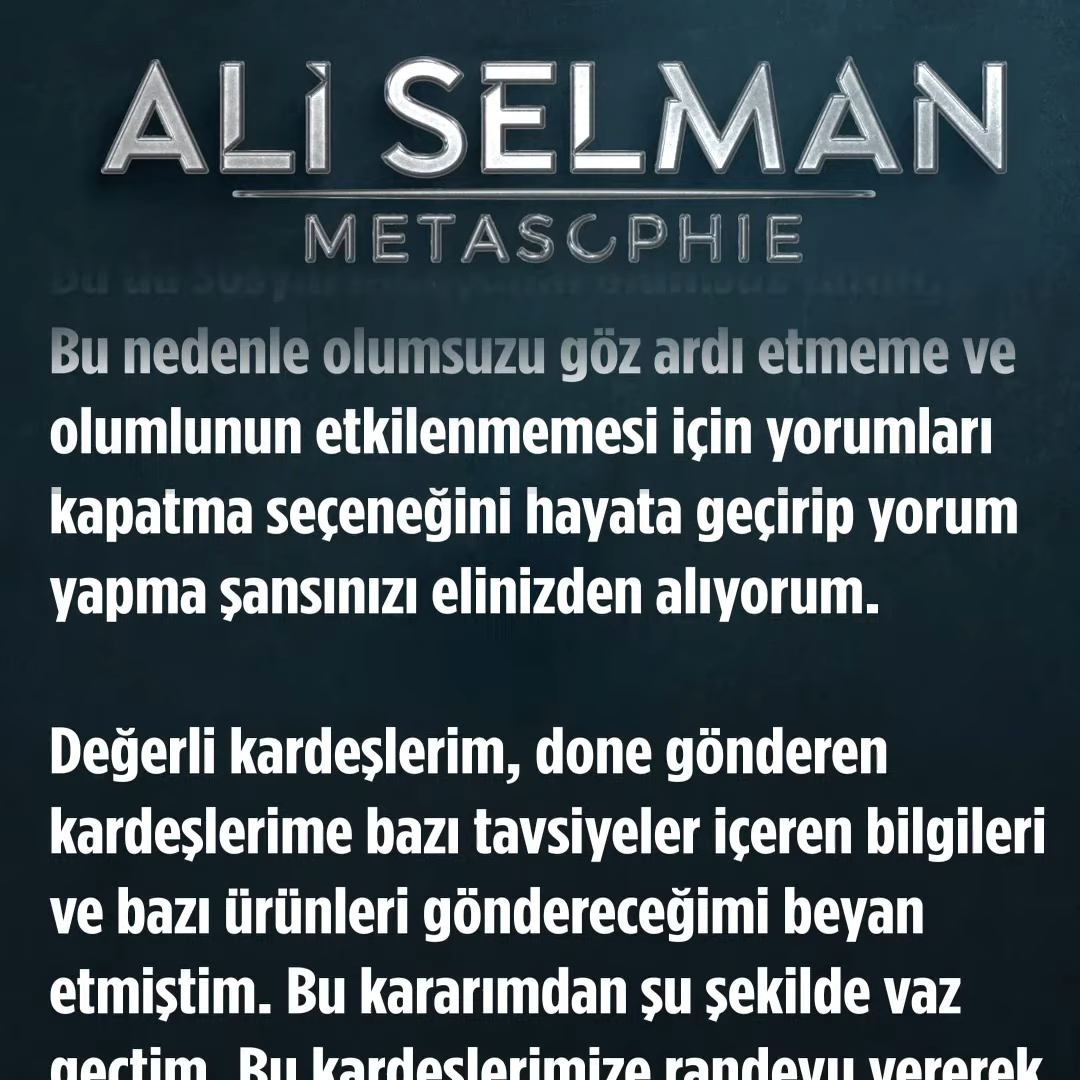 ALİ SELMAN
METASOPHIE
Bu nedenle olumsuzu göz ardı etmeme ve
olumlunun etkilenmemesi için yorumları
kapatma seçeneğini hayata geçirip yorum
yapma şansınızı elinizden alıyorum.
Değerli kardeşlerim, done gönderen
kardeşlerime bazı tavsiyeler içeren bilgileri
ve bazı ürünleri göndereceğimi beyan
etmiştim. Bu kararımdan şu şekilde vaz
geçtim. Bu kardeşlerimize randevu vererek